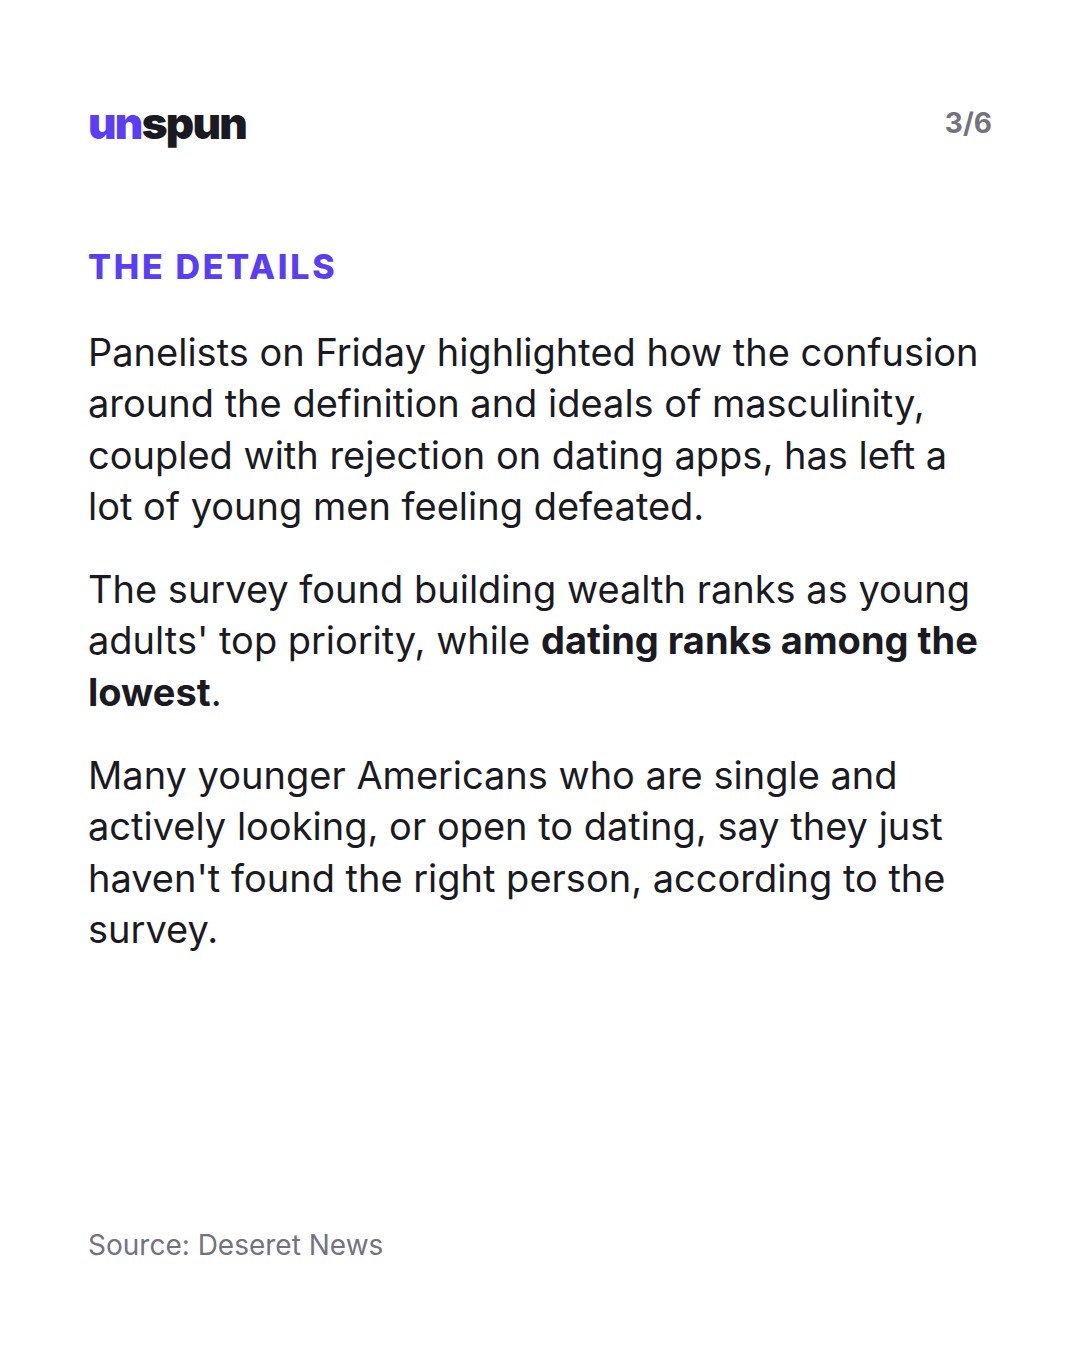 unspun
3/6
THE DETAILS
Panelists on Friday highlighted how the confusion
around the definition and ideals of masculinity,
coupled with rejection on dating apps, has left a
lot of young men feeling defeated.
The survey found building wealth ranks as young
adults' top priority, while dating ranks among the
lowest.
Many younger Americans who are single and
actively looking, or open to dating, say they just
haven't found the right person, according to the
survey.
Source: Deseret News